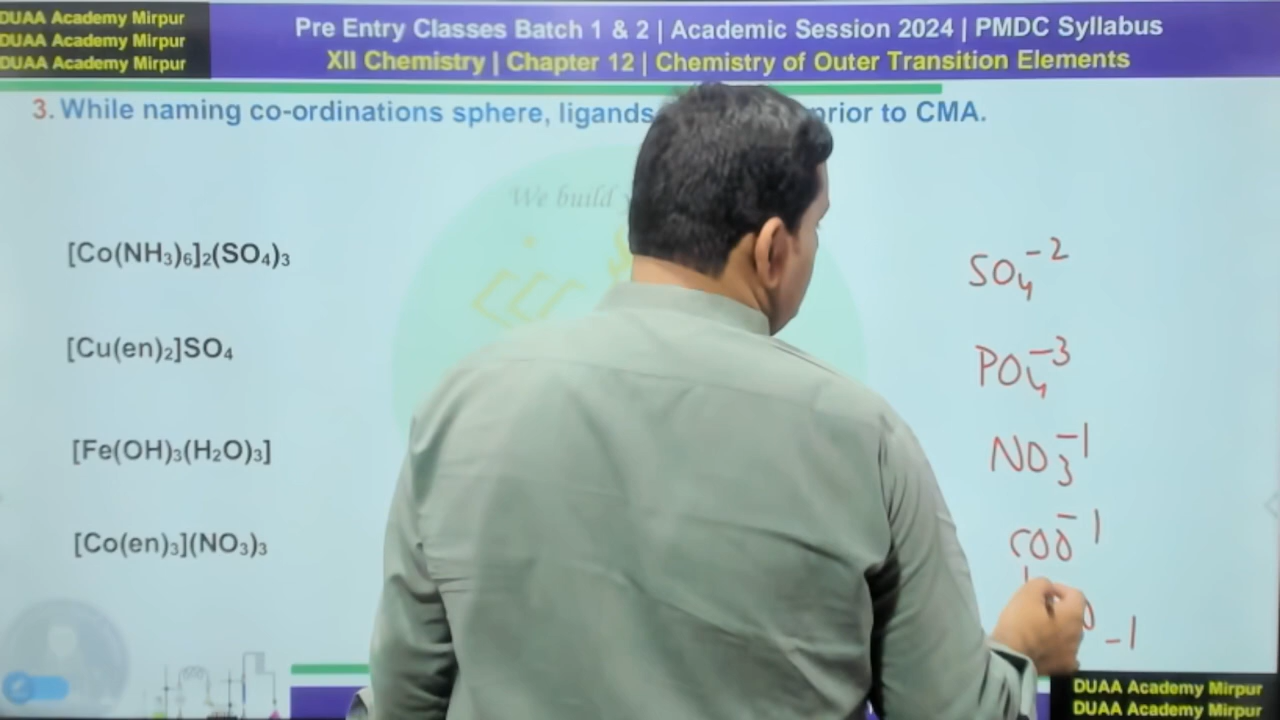 DUAA Academy Mirpur
DUAA Academy Mirpur
DUAA Academy Mirpur
Pre Entry Classes Batch 1 & 2 | Academic Session 2024 | PMDC Syllabus
XII Chemistry | Chapter 12 | Chemistry of Outer Transition Elements
3. While naming co-ordinations sphere, ligands prior to CMA.
We build
[Co(NH₃)₆]₂(SO₄)₃
SO₄⁻²
[Cu(en)₂]SO₄
PO₄⁻³
[Fe(OH)₃(H₂O)₃]
NO₃⁻¹
[Co(en)₃](NO₃)₃
COO⁻ ⁻¹
-1
DUAA Academy Mirpur
DUAA Academy Mirpur